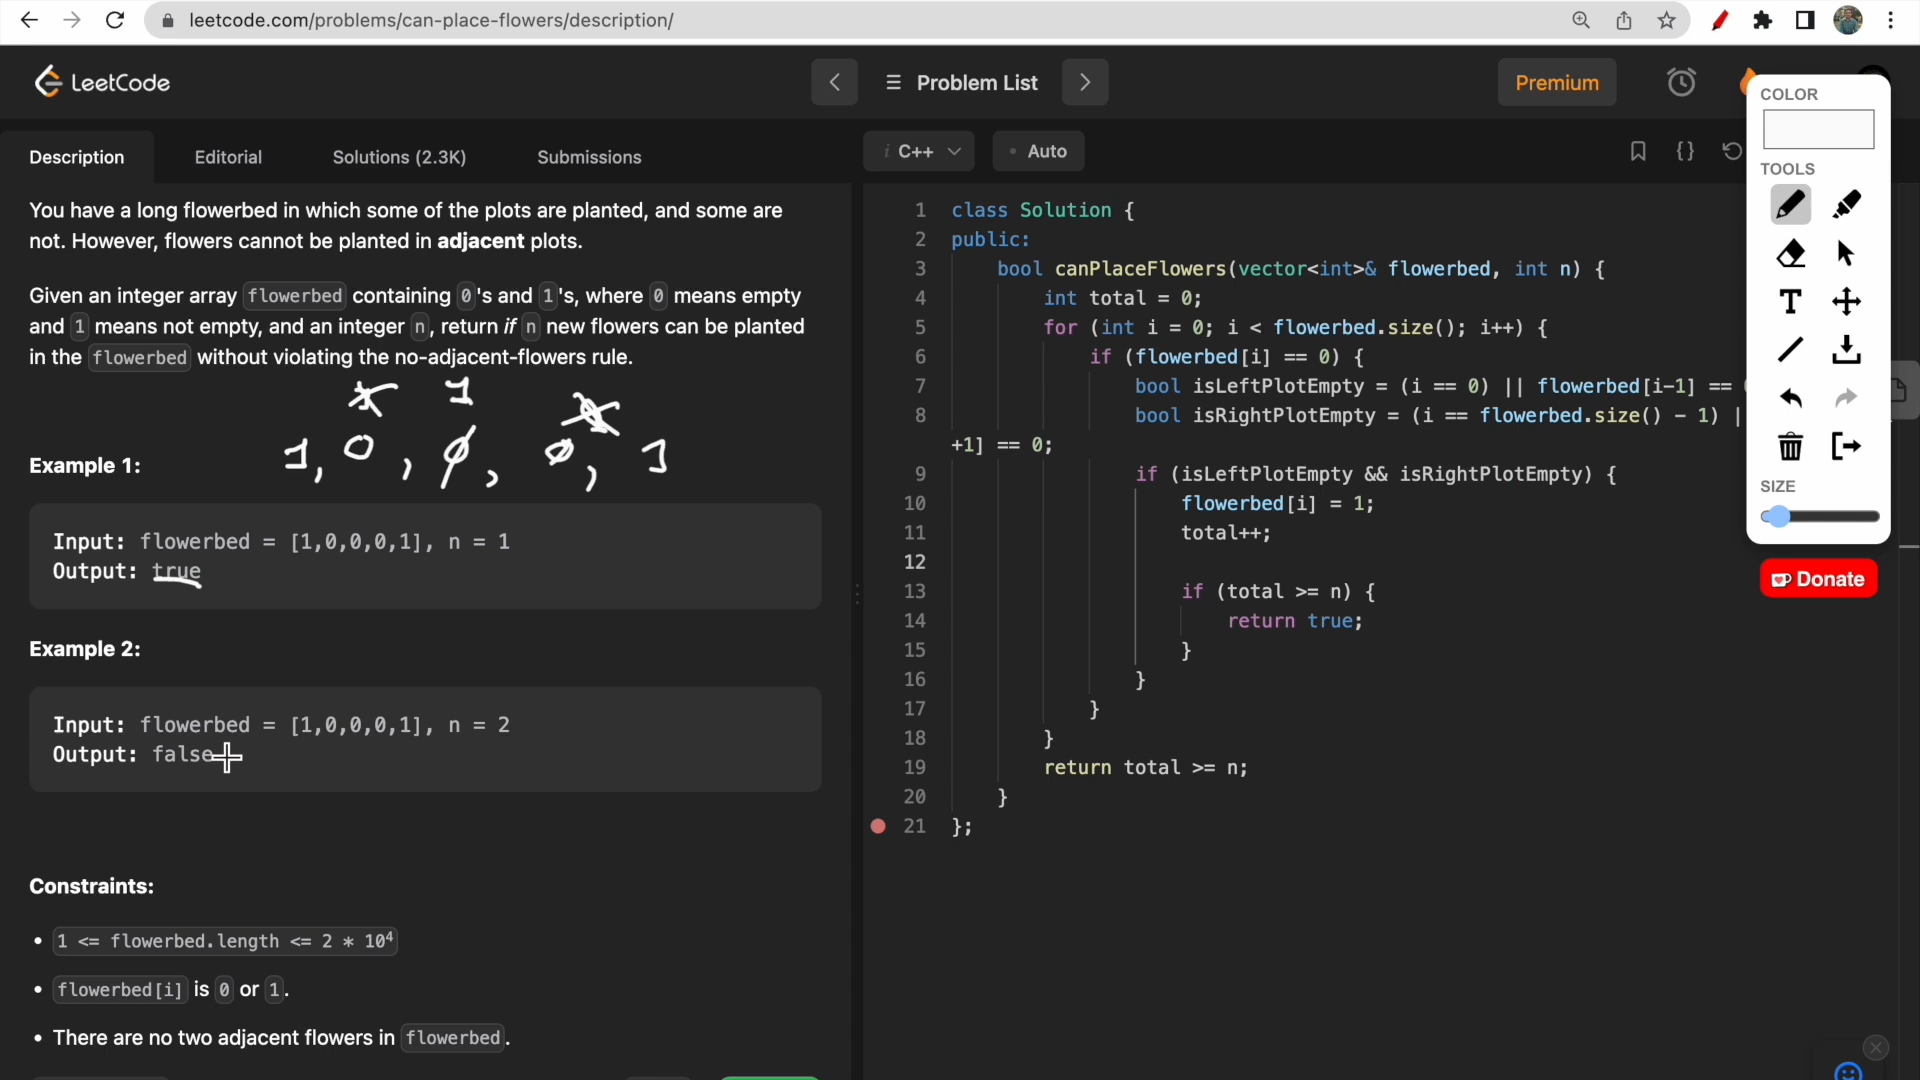 leetcode.com/problems/can-place-flowers/description/
LeetCode
Problem List
Premium
Description Editorial Solutions (2.3K) Submissions
You have a long flowerbed in which some of the plots are planted, and some are
not. However, flowers cannot be planted in adjacent plots.
Given an integer array flowerbed containing 0's and 1's, where 0 means empty
and 1 means not empty, and an integer n, return if n new flowers can be planted
in the flowerbed without violating the no-adjacent-flowers rule.
1
1, 0, 0, 0, 1
Example 1:
Input: flowerbed = [1,0,0,0,1], n = 1
Output: true
Example 2:
Input: flowerbed = [1,0,0,0,1], n = 2
Output: false
Constraints:
• 1 <= flowerbed.length <= 2 * 10⁴
• flowerbed[i] is 0 or 1.
• There are no two adjacent flowers in flowerbed.
i C++ • Auto {}
1 class Solution {
2 public:
3 bool canPlaceFlowers(vector<int>& flowerbed, int n) {
4 int total = 0;
5 for (int i = 0; i < flowerbed.size(); i++) {
6 if (flowerbed[i] == 0) {
7 bool isLeftPlotEmpty = (i == 0) || flowerbed[i-1] ==
8 bool isRightPlotEmpty = (i == flowerbed.size() - 1) |
+1] == 0;
9 if (isLeftPlotEmpty && isRightPlotEmpty) {
10 flowerbed[i] = 1;
11 total++;
12
13 if (total >= n) {
14 return true;
15 }
16 }
17 }
18 }
19 return total >= n;
20 }
21 };
COLOR
TOOLS
T
SIZE
Donate